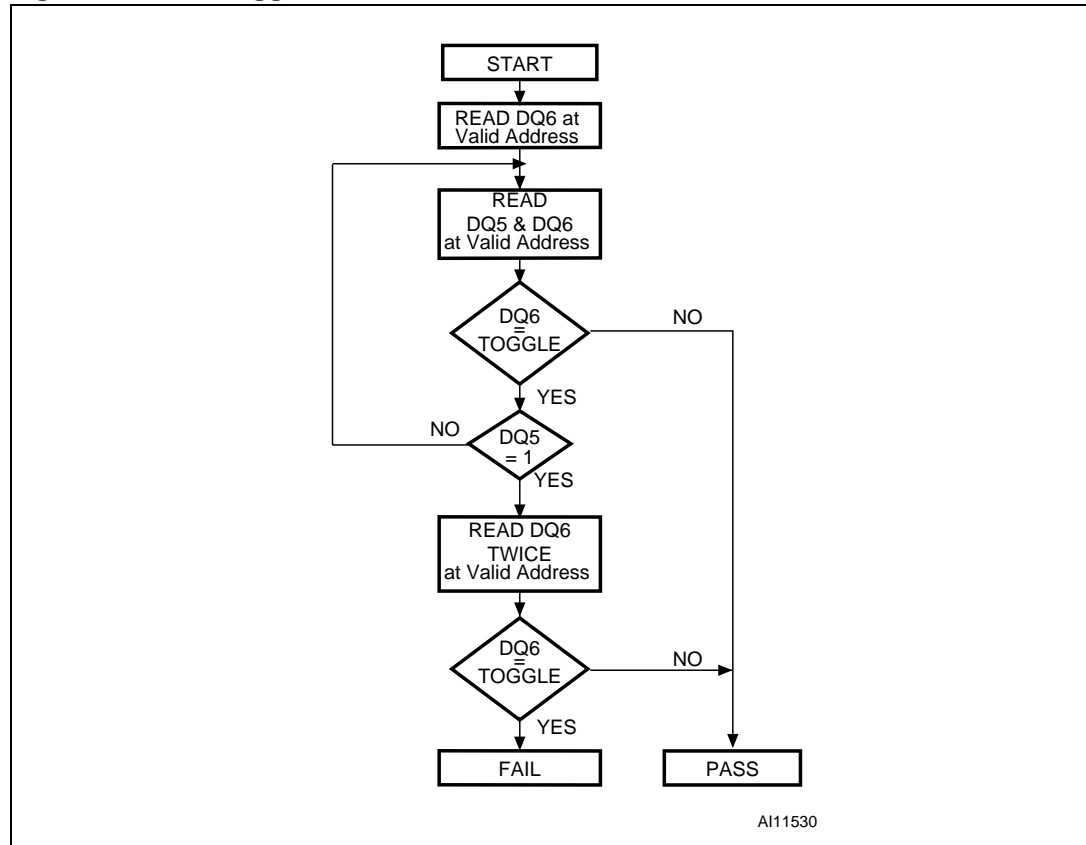 START
READ DQ6 at
Valid Address
READ
DQ5 & DQ6
at Valid Address
DQ6
=
TOGGLE
NO
YES
NO
DQ5
= 1
YES
READ DQ6
TWICE
at Valid Address
DQ6
=
TOGGLE
NO
YES
FAIL
PASS
AI11530